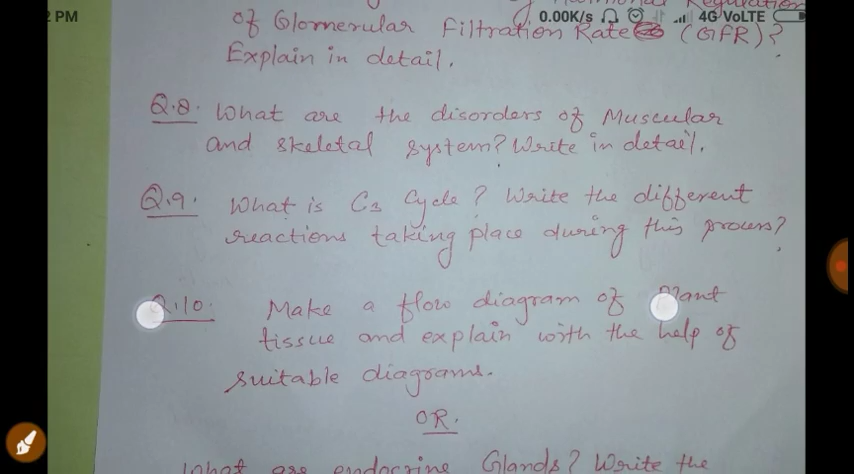 2 PM 0.00K/s 4G VoLTE
Regulation
of Glomerular Filtration Rate (GFR)?
Explain in detail.
Q.8. What are the disorders of Muscular
and skeletal system? Write in detail.
Q.9. What is C3 Cycle? Write the different
reactions taking place during this process?
Q.10. Make a flow diagram of Plant
tissue and explain with the help of
suitable diagrams.
OR.
What are endocrine Glands? Write the